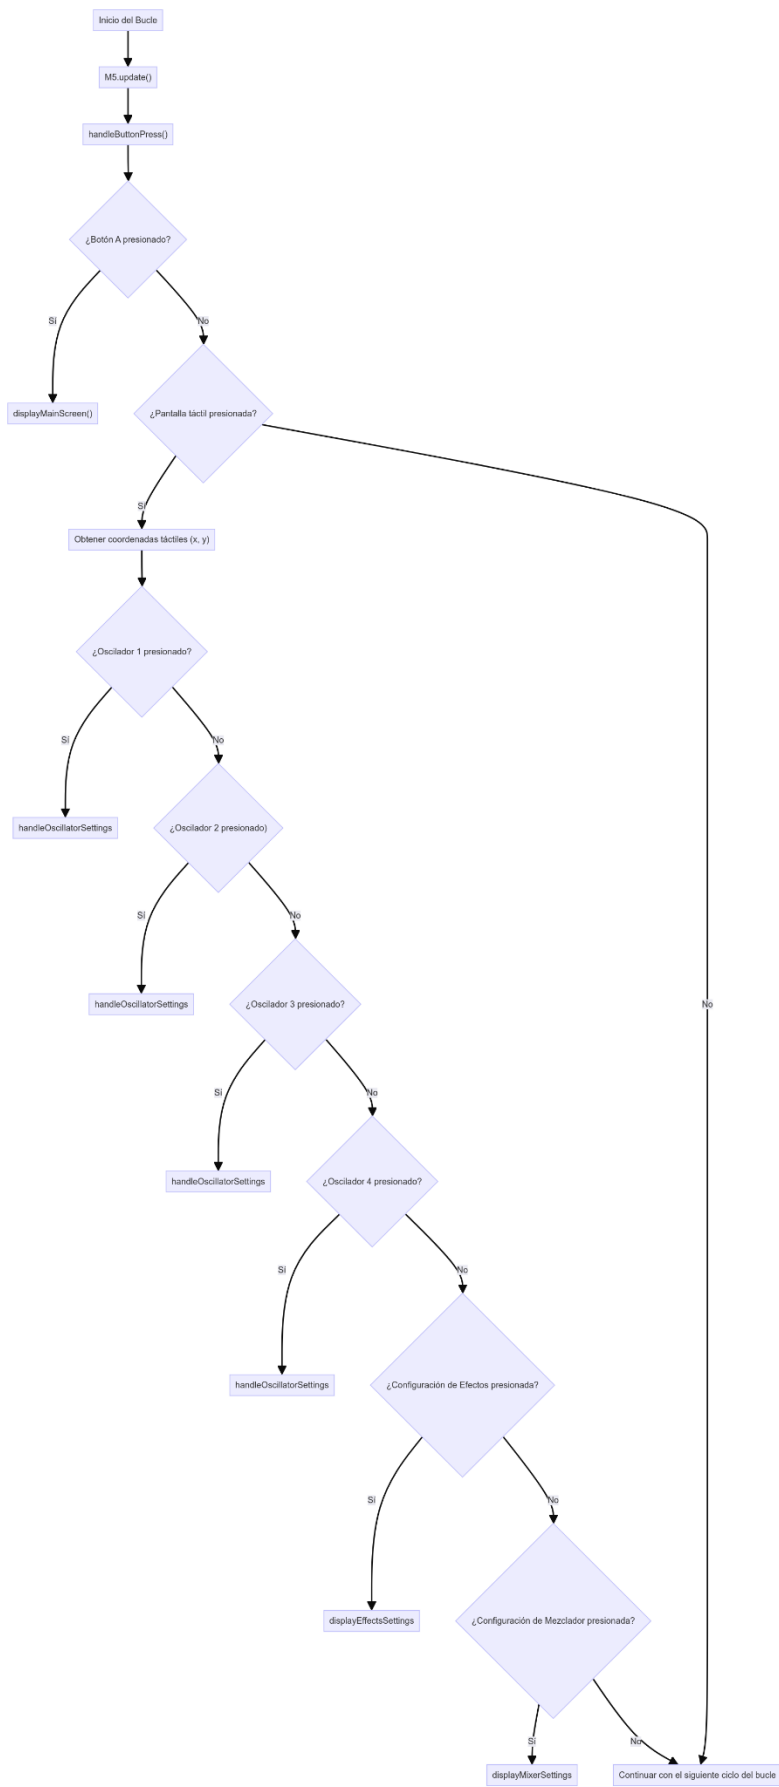 Inicio del Bucle
M5.update()
handleButtonPress()
¿Botón A presionado?
Sí
No
displayMainScreen()
¿Pantalla táctil presionada?
Sí
Obtener coordenadas táctiles (x, y)
¿Oscilador 1 presionado?
Sí
No
handleOscillatorSettings
¿Oscilador 2 presionado)
Sí
No
handleOscillatorSettings
¿Oscilador 3 presionado?
No
Sí
No
handleOscillatorSettings
¿Oscilador 4 presionado?
Sí
No
handleOscillatorSettings
¿Configuración de Efectos presionada?
Sí
No
displayEffectsSettings
¿Configuración de Mezclador presionada?
Sí
No
displayMixerSettings
Continuar con el siguiente ciclo del bucle